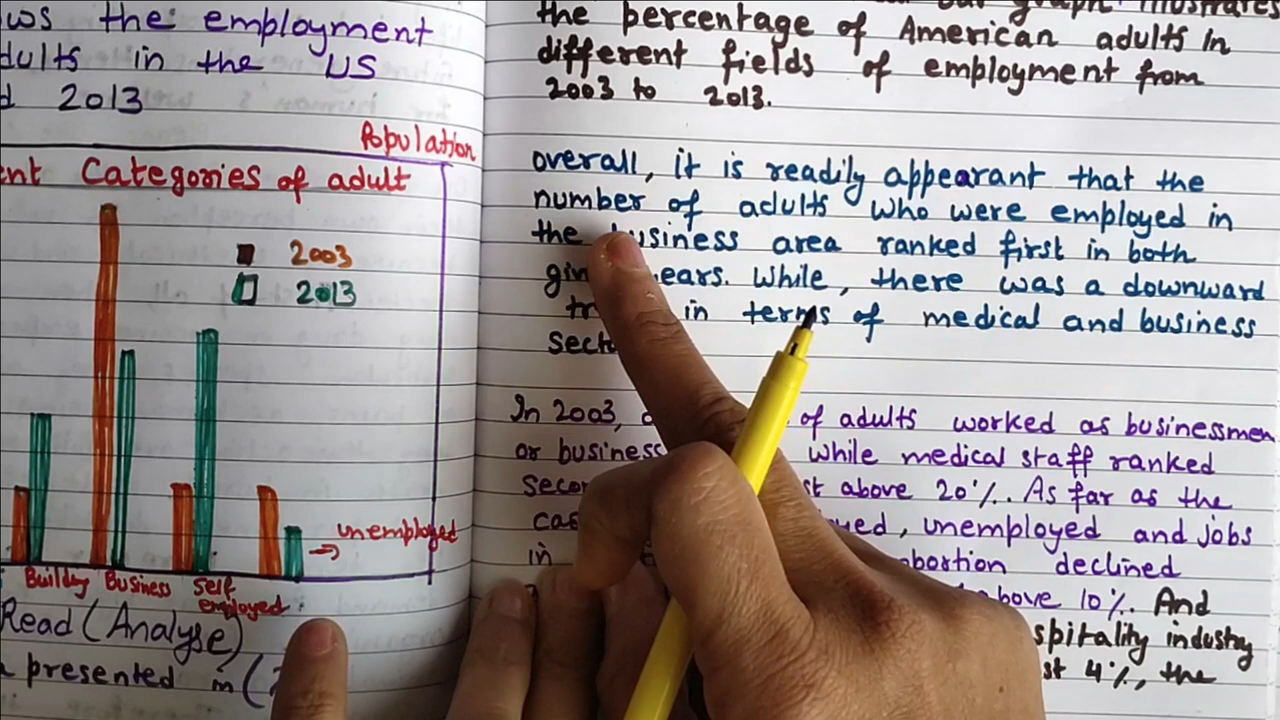 the employment
in the US
2013
Population
Categories of adult
2003
2013
unemployed
Building Business self
employed
Read (Analyse)
presented in (
graph illustrates
the percentage of American adults in
different fields of employment from
2003 to 2013.
overall, it is readily appearant that the
number of adults who were employed in
the business area ranked first in both
years. While, there was a downward
in terms of medical and business
In 2003, of adults worked as businessmen
or business while medical staff ranked
above 20%. As far as the
unemployed and jobs
in declined
above 10%. And
industry
4%, the